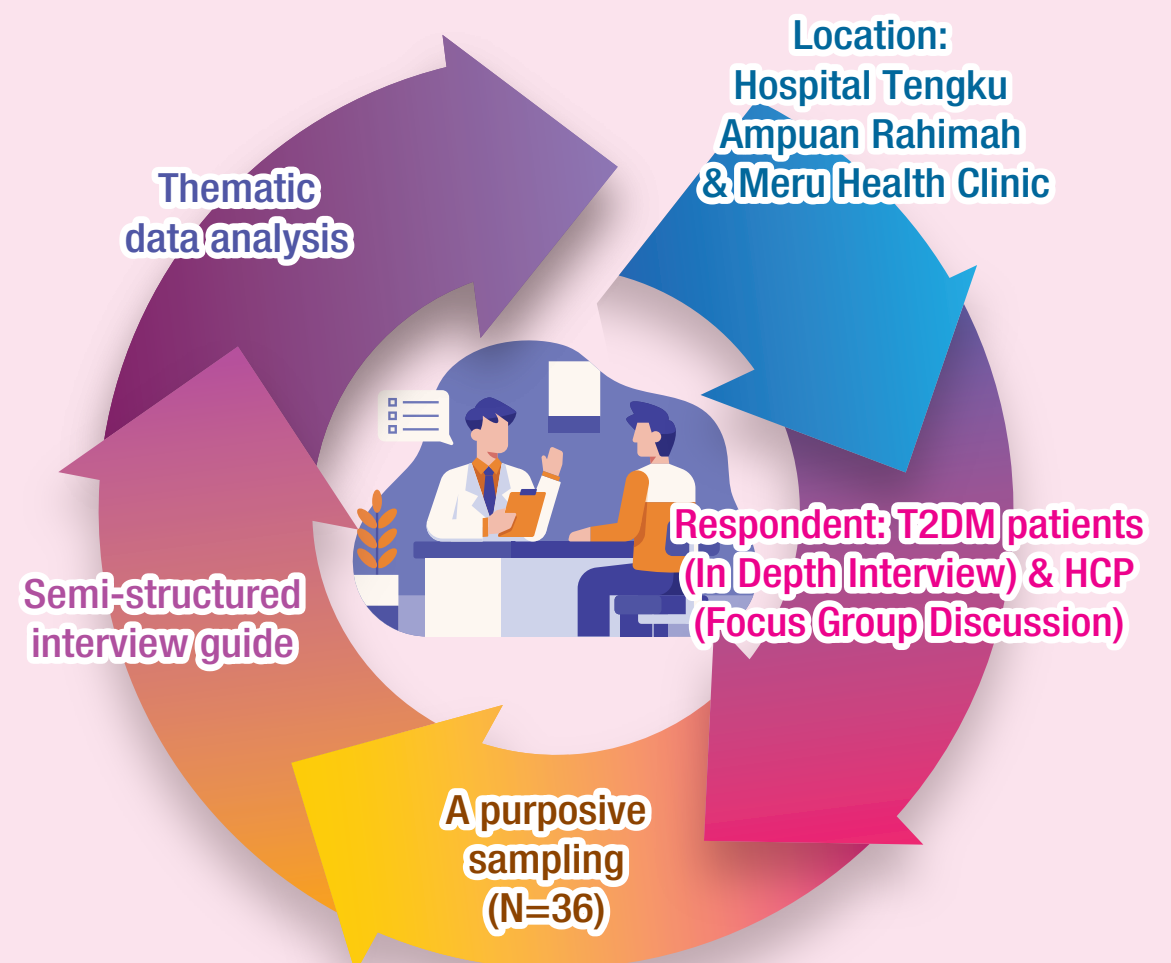 Location:
Hospital Tengku
Ampuan Rahimah
& Meru Health Clinic
Respondent: T2DM patients
(In Depth Interview) & HCP
(Focus Group Discussion)
A purposive
sampling
(N=36)
Semi-structured
interview guide
Thematic
data analysis